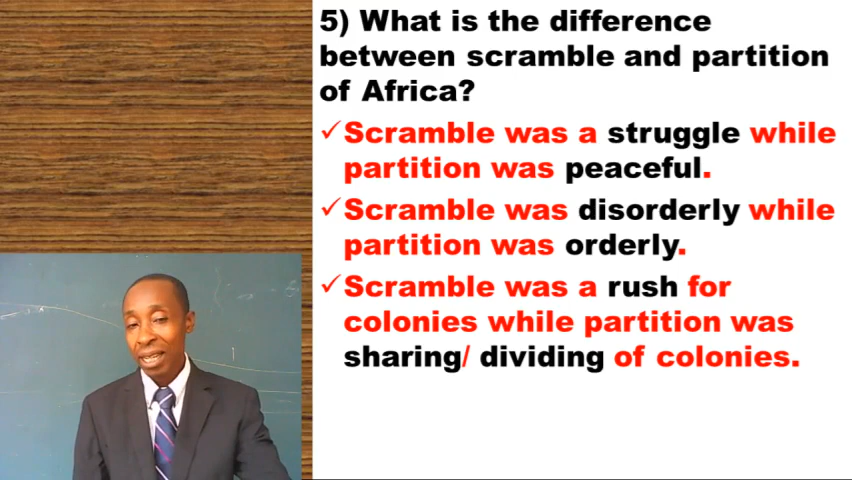 5) What is the difference
between scramble and partition
of Africa?
✓Scramble was a struggle while
partition was peaceful.
✓Scramble was disorderly while
partition was orderly.
✓Scramble was a rush for
colonies while partition was
sharing/ dividing of colonies.